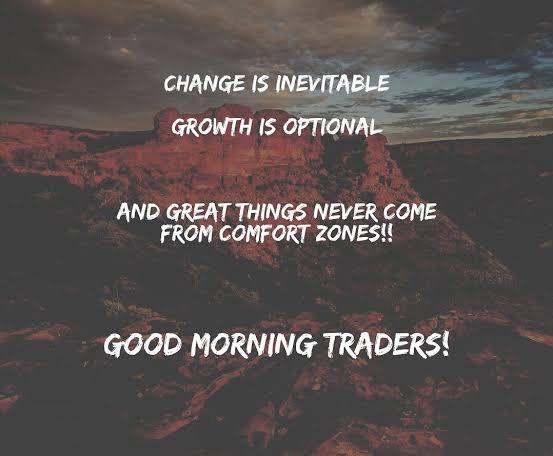 CHANGE IS INEVITABLE
GROWTH IS OPTIONAL
AND GREAT THINGS NEVER COME
FROM COMFORT ZONES!!
GOOD MORNING TRADERS!